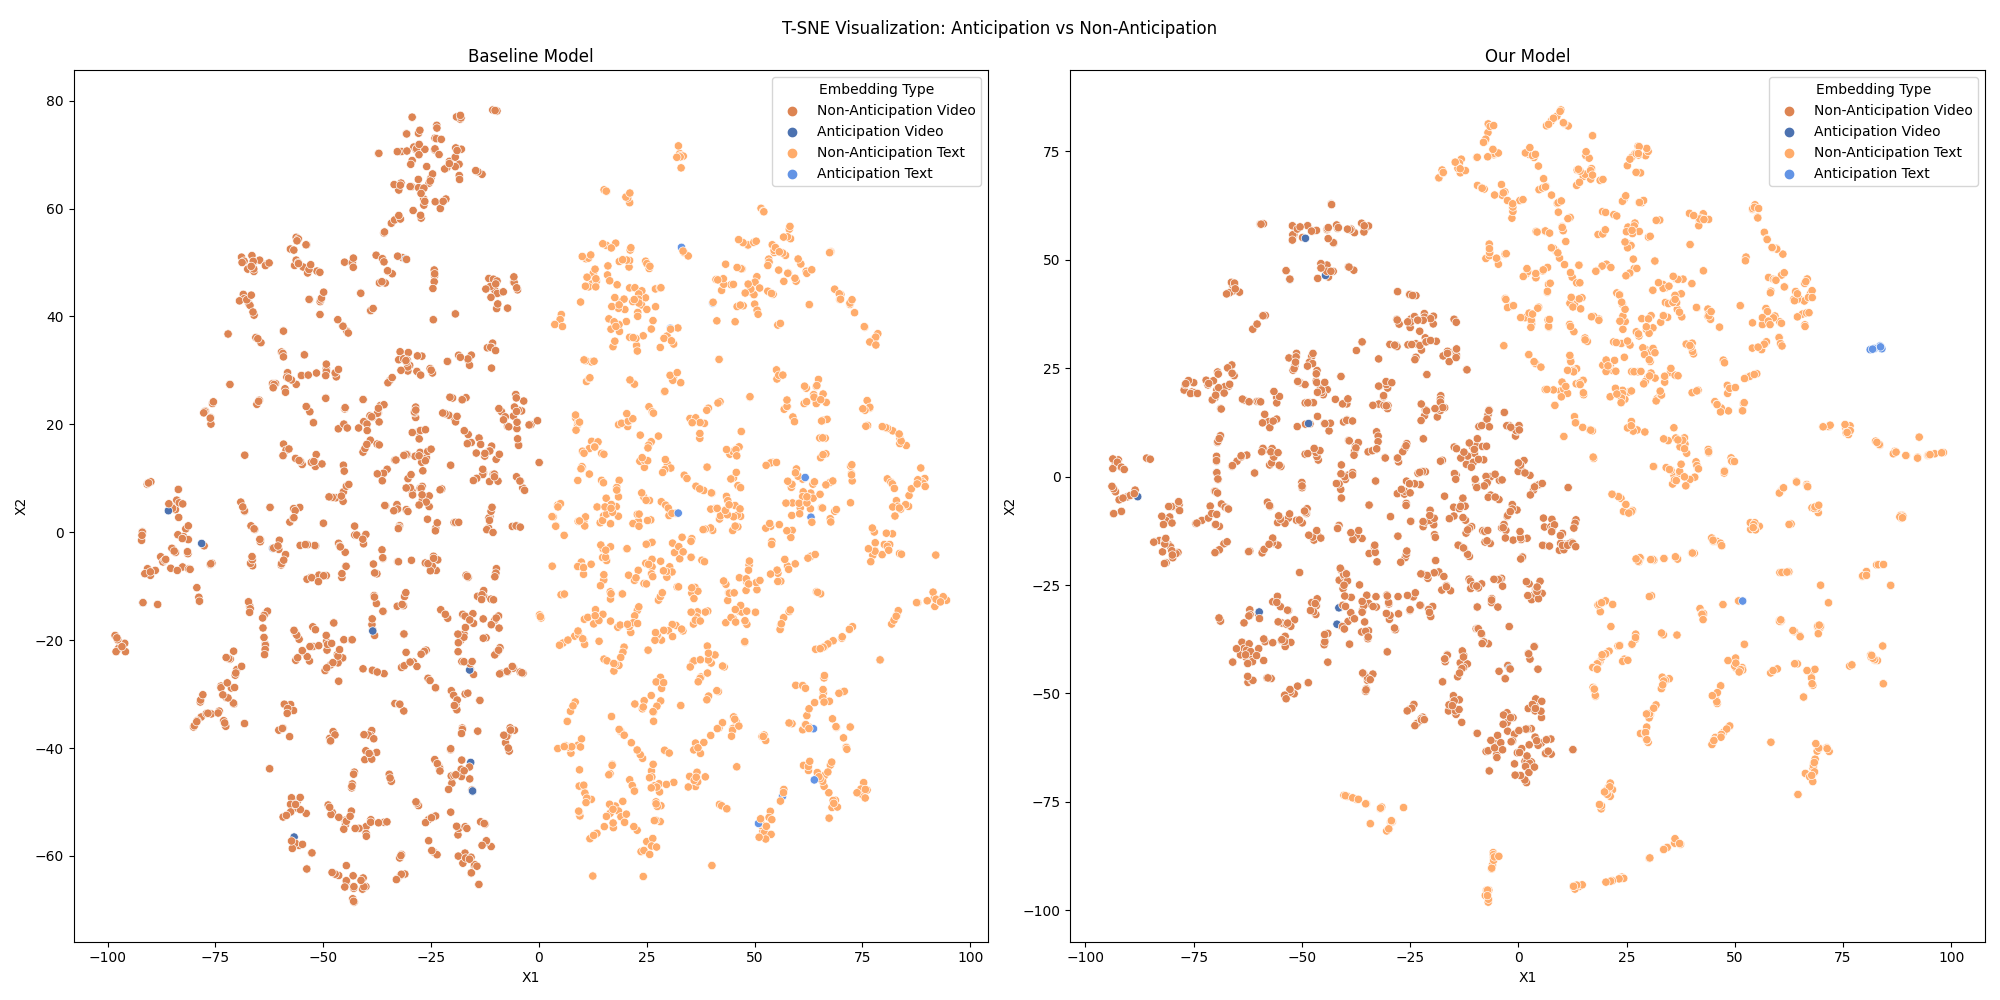 T-SNE Visualization: Anticipation vs Non-Anticipation
Baseline Model
Embedding Type
Non-Anticipation Video
Anticipation Video
Non-Anticipation Text
Anticipation Text
80
60
40
20
0
−20
−40
−60
X2
−100
−75
−50
−25
0
25
50
75
100
X1
Our Model
Embedding Type
Non-Anticipation Video
Anticipation Video
Non-Anticipation Text
Anticipation Text
75
50
25
0
−25
−50
−75
−100
X2
−100
−75
−50
−25
0
25
50
75
100
X1